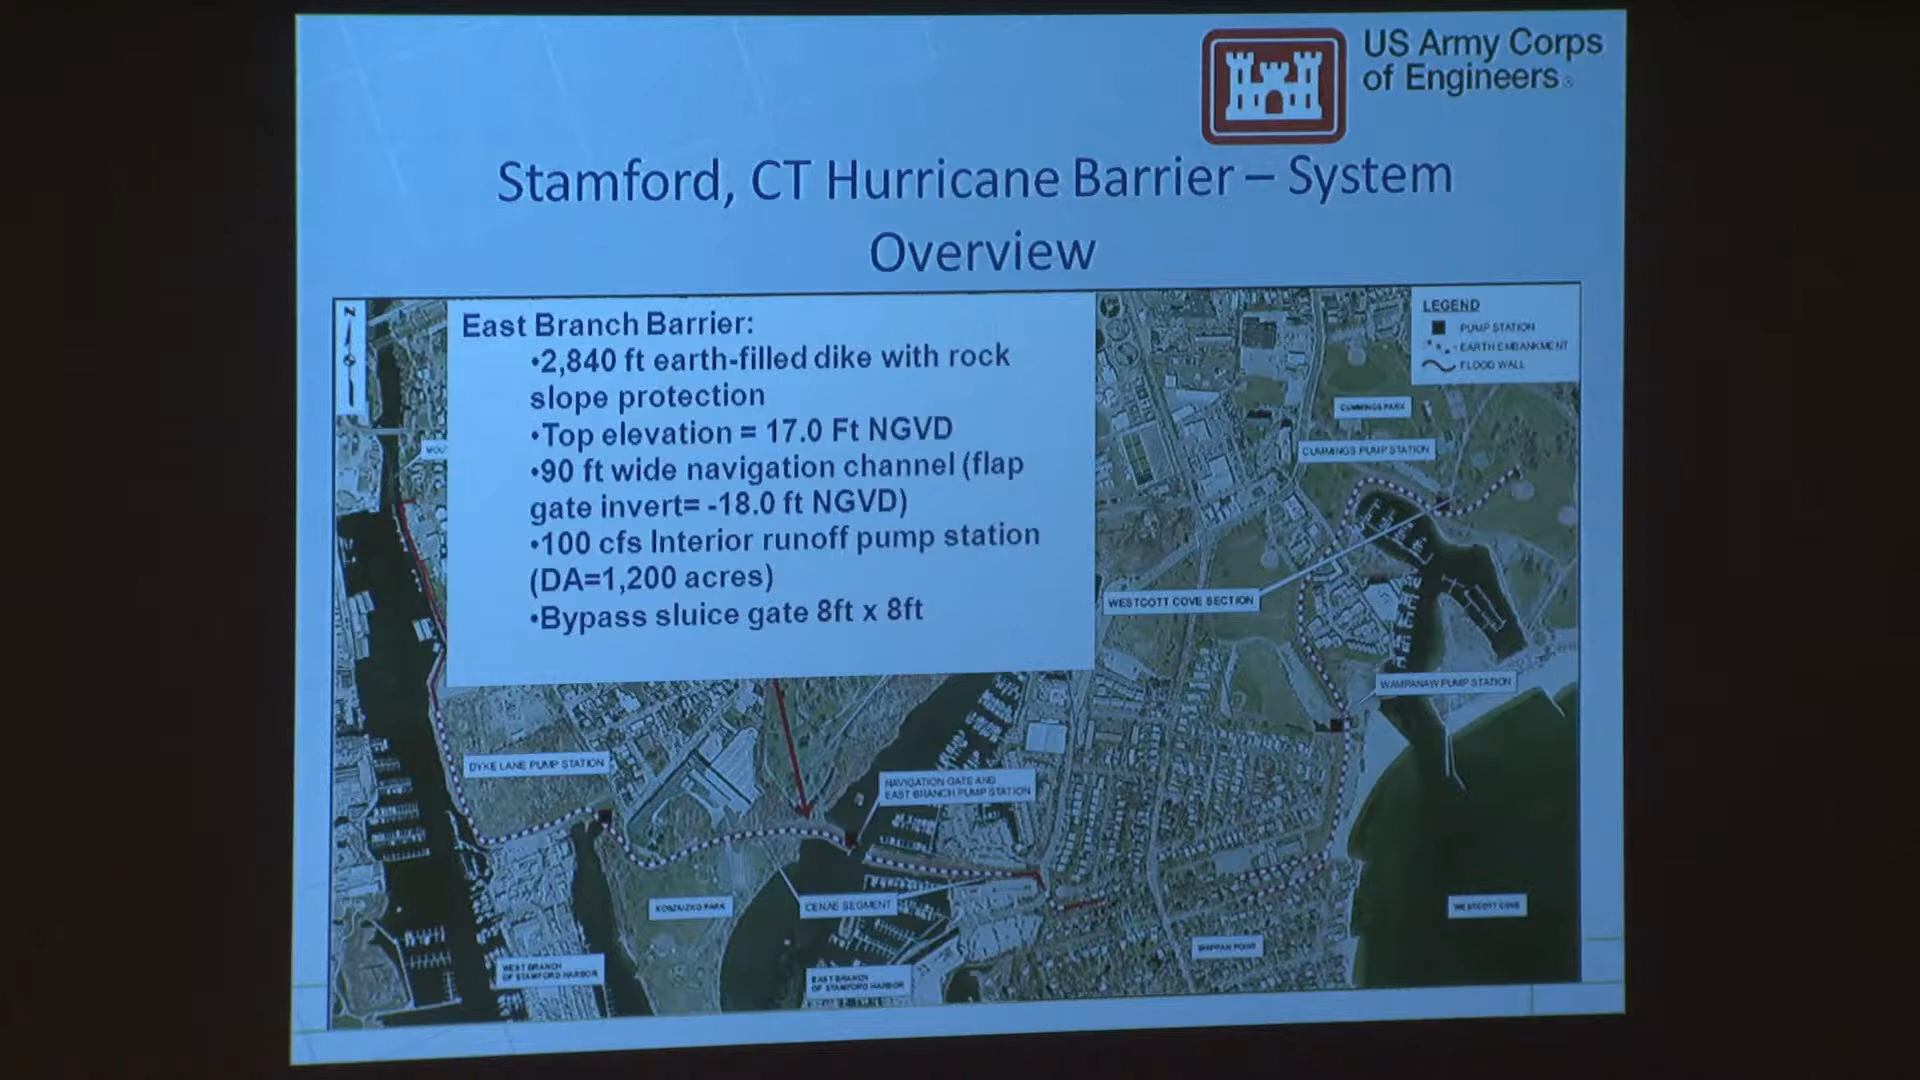 US Army Corps
of Engineers®
Stamford, CT Hurricane Barrier – System
Overview
East Branch Barrier:
•2,840 ft earth-filled dike with rock
slope protection
•Top elevation = 17.0 Ft NGVD
•90 ft wide navigation channel (flap
gate invert= -18.0 ft NGVD)
•100 cfs Interior runoff pump station
(DA=1,200 acres)
•Bypass sluice gate 8ft x 8ft
N
LEGEND
PUMP STATION
EARTH EMBANKMENT
FLOOD WALL
CUMMINGS PARK
CUMMINGS PUMP STATION
WESTCOTT COVE SECTION
WAMPANAW PUMP STATION
DYKE LANE PUMP STATION
NAVIGATION GATE AND
EAST BRANCH PUMP STATION
KOSZIUZKO PARK
CENAE SEGMENT
WESTCOTT COVE
SHIPPAN POINT
WEST BRANCH
OF STAMFORD HARBOR
EAST BRANCH
OF STAMFORD HARBOR